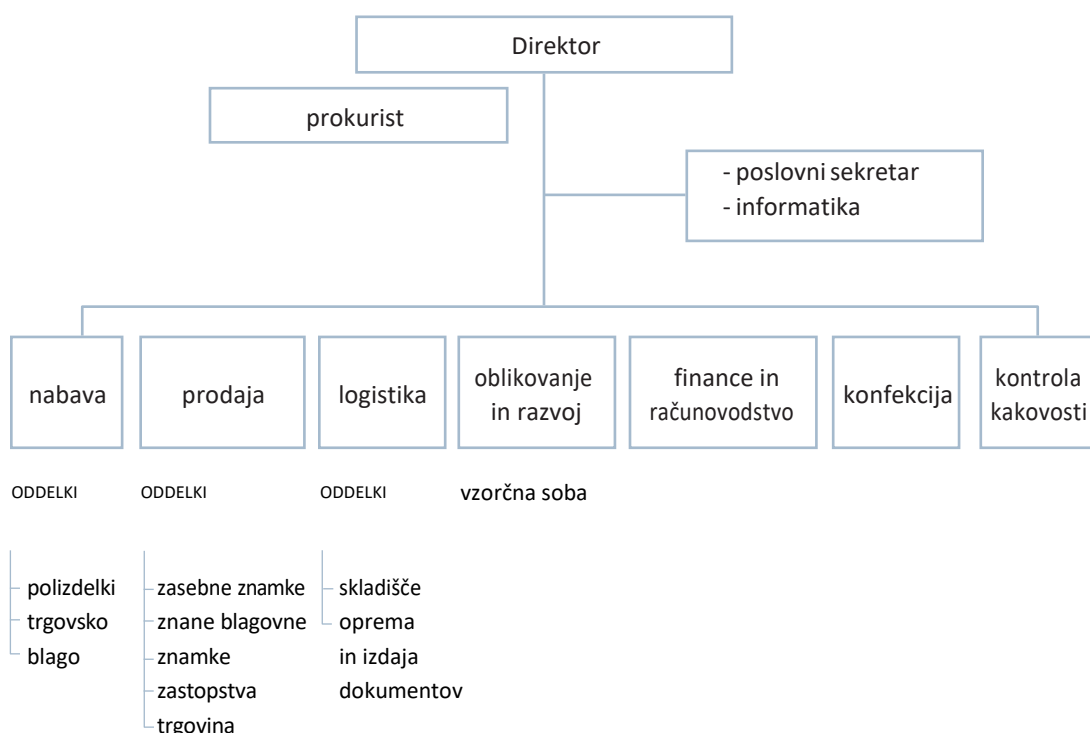 Direktor
prokurist
- poslovni sekretar
- informatika
nabava
prodaja
logistika
oblikovanje
in razvoj
finance in
računovodstvo
konfekcija
kontrola
kakovosti
ODDELKI
ODDELKI
ODDELKI
vzorčna soba
polizdelki
trgovsko
blago
zasebne znamke
znane blagovne
znamke
zastopstva
trgovina
skladišče
oprema
in izdaja
dokumentov